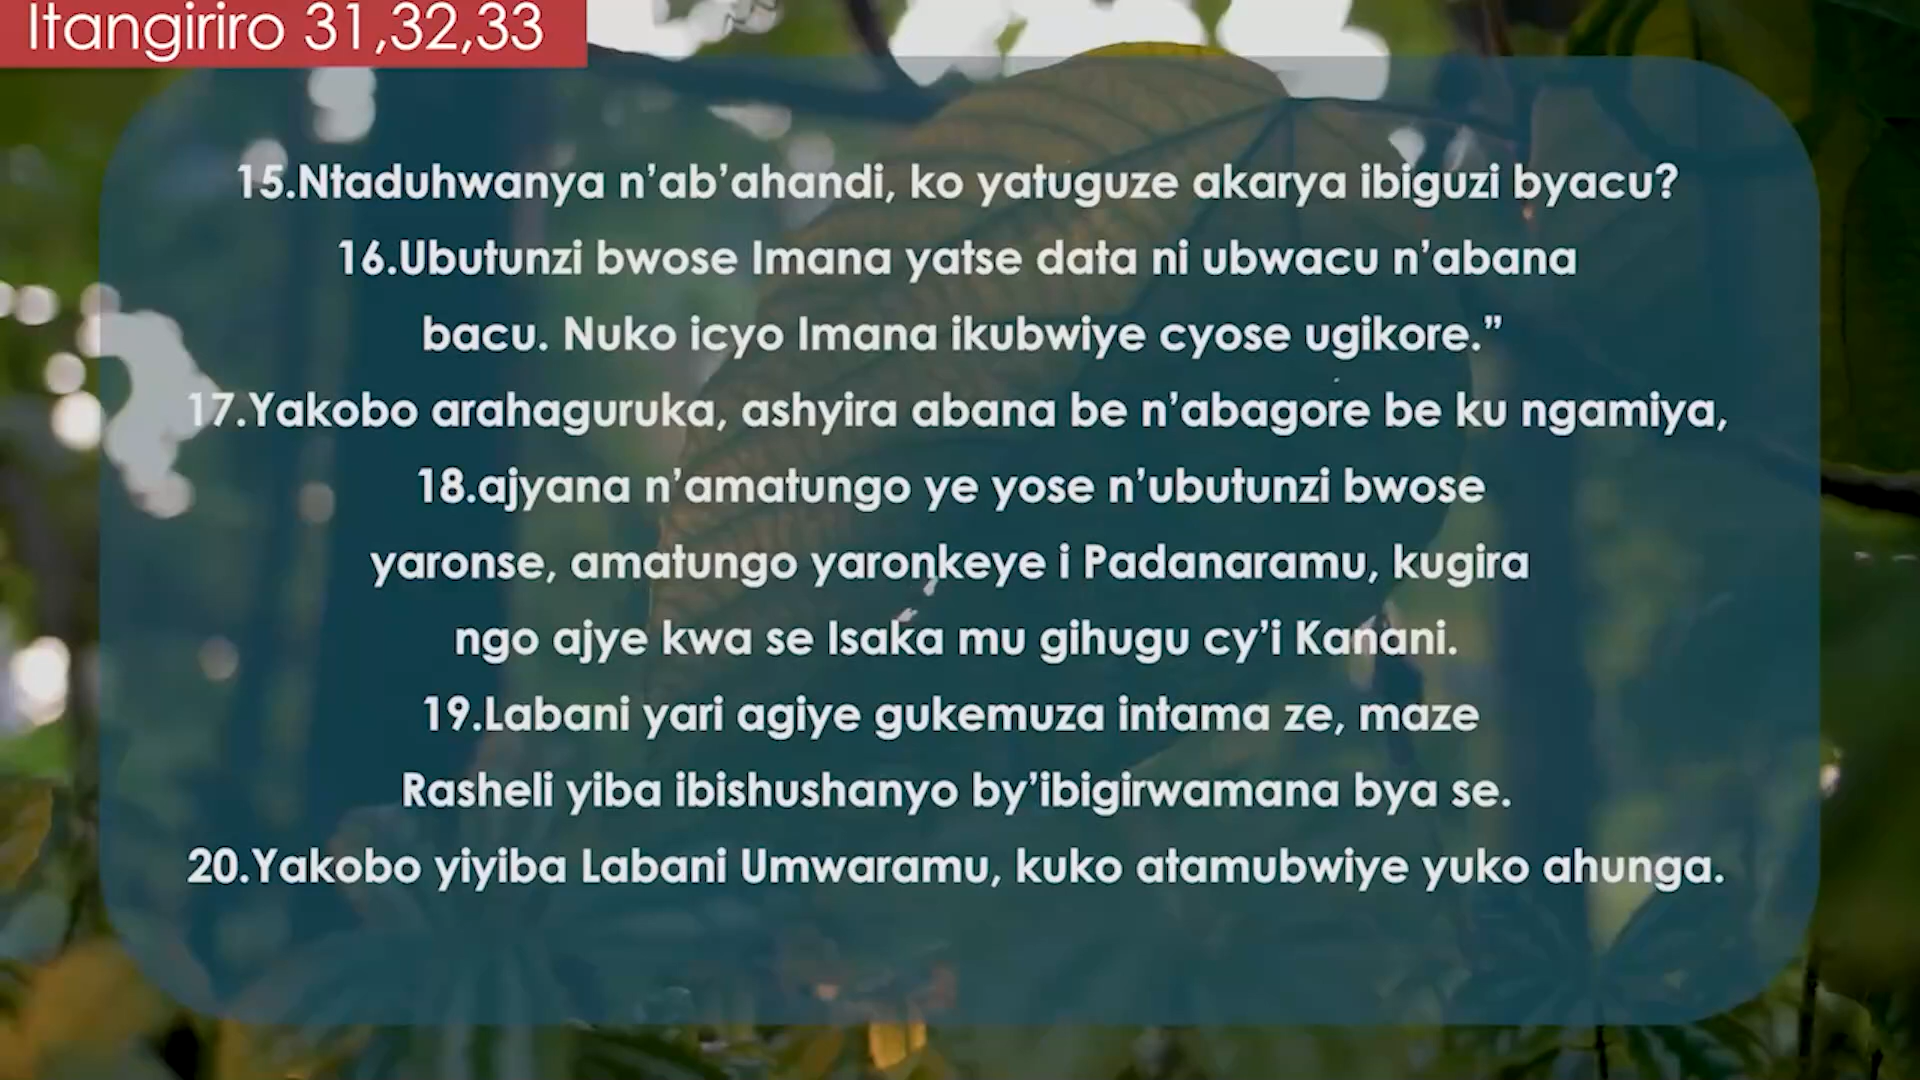 Itangiriro 31,32,33
15.Ntaduhwanya n’ab’ahandi, ko yatuguze akarya ibiguzi byacu?
16.Ubutunzi bwose Imana yatse data ni ubwacu n’abana
bacu. Nuko icyo Imana ikubwiye cyose ugikore.”
17.Yakobo arahaguruka, ashyira abana be n’abagore be ku ngamiya,
18.ajyana n’amatungo ye yose n’ubutunzi bwose
yaronse, amatungo yaronkeye i Padanaramu, kugira
ngo ajye kwa se Isaka mu gihugu cy’i Kanani.
19.Labani yari agiye gukemuza intama ze, maze
Rasheli yiba ibishushanyo by’ibigirwamana bya se.
20.Yakobo yiyiba Labani Umwaramu, kuko atamubwiye yuko ahunga.